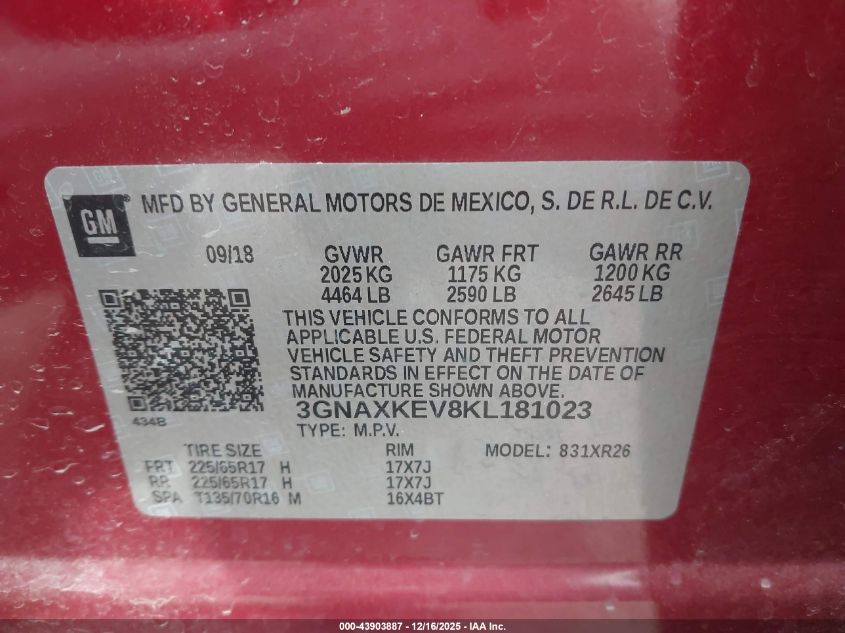 GM
MFD BY GENERAL MOTORS DE MEXICO, S. DE R.L. DE C.V.
09/18 GVWR GAWR FRT GAWR RR
2025 KG 1175 KG 1200 KG
4464 LB 2590 LB 2645 LB
THIS VEHICLE CONFORMS TO ALL
APPLICABLE U.S. FEDERAL MOTOR
VEHICLE SAFETY AND THEFT PREVENTION
STANDARDS IN EFFECT ON THE DATE OF
MANUFACTURE SHOWN ABOVE.
3GNAXKEV8KL181023
434B
TYPE: M.P.V.
TIRE SIZE RIM MODEL: 831XR26
FRT 225/65R17 H 17X7J
RR 225/65R17 H 17X7J
SPA T135/70R16 M 16X4BT
000-43903887 - 12/16/2025 - IAA Inc.